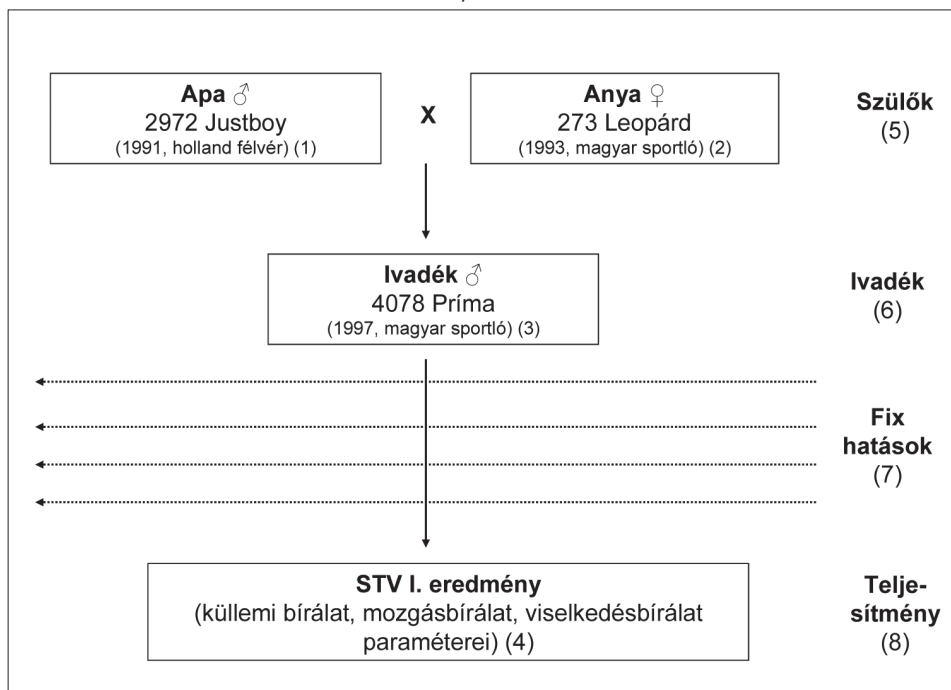 Apa ♂
2972 Justboy
(1991, holland félvér) (1)
X
Anya ♀
273 Leopárd
(1993, magyar sportló) (2)
Szülők
(5)
Ivadék ♂
4078 Príma
(1997, magyar sportló) (3)
Ivadék
(6)
Fix
hatások
(7)
STV I. eredmény
(küllemi bírálat, mozgásbírálat, viselkedésbírálat
paraméterei) (4)
Telje-
sítmény
(8)